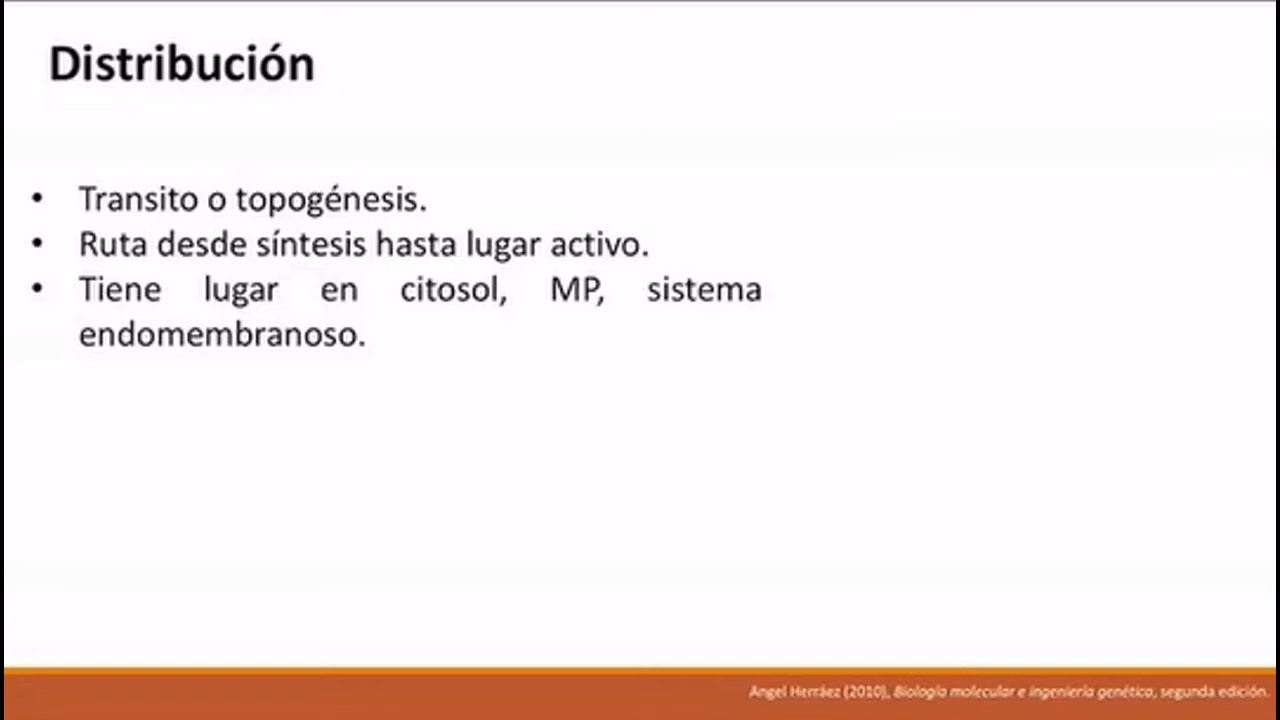 Distribución
• Transito o topogénesis.
• Ruta desde síntesis hasta lugar activo.
• Tiene lugar en citosol, MP, sistema
endomembranoso.
Angel Herráez (2010), Biología molecular e ingeniería genética, segunda edición.